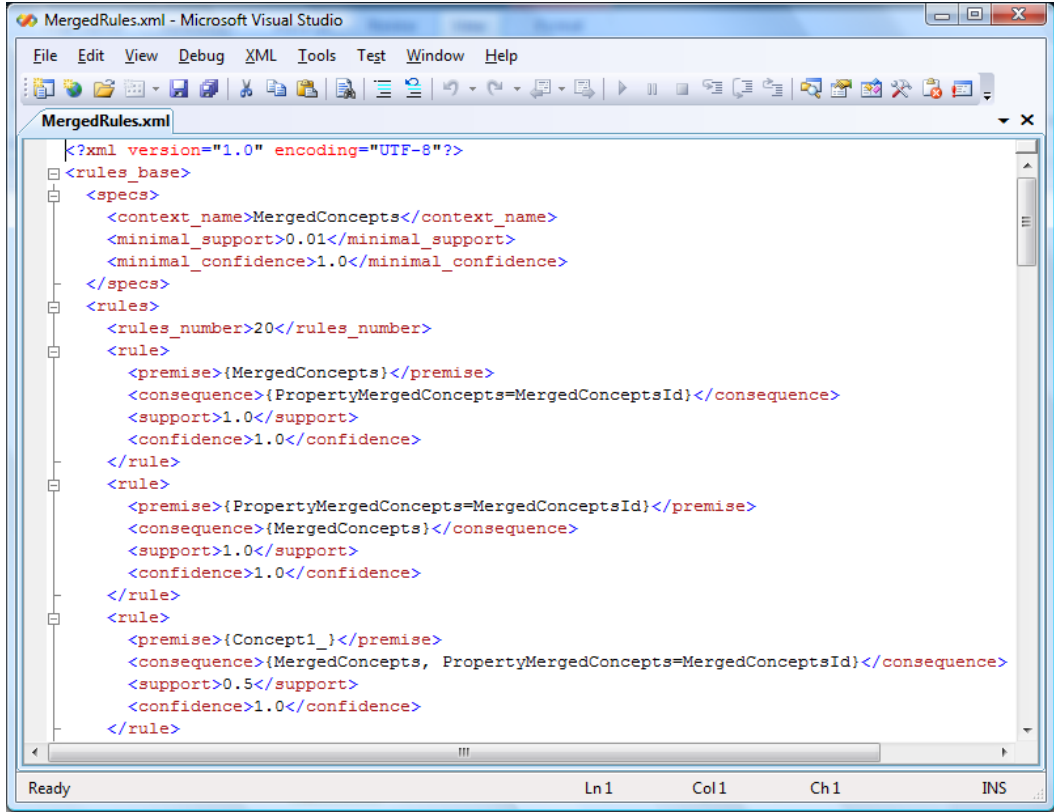 MergedRules.xml - Microsoft Visual Studio
File Edit View Debug XML Tools Test Window Help
MergedRules.xml
<?xml version="1.0" encoding="UTF-8"?>
<rules_base>
<specs>
<context_name>MergedConcepts</context_name>
<minimal_support>0.01</minimal_support>
<minimal_confidence>1.0</minimal_confidence>
</specs>
<rules>
<rules_number>20</rules_number>
<rule>
<premise>{MergedConcepts}</premise>
<consequence>{PropertyMergedConcepts=MergedConceptsId}</consequence>
<support>1.0</support>
<confidence>1.0</confidence>
</rule>
<rule>
<premise>{PropertyMergedConcepts=MergedConceptsId}</premise>
<consequence>{MergedConcepts}</consequence>
<support>1.0</support>
<confidence>1.0</confidence>
</rule>
<rule>
<premise>{Concept1_}</premise>
<consequence>{MergedConcepts, PropertyMergedConcepts=MergedConceptsId}</consequence>
<support>0.5</support>
<confidence>1.0</confidence>
</rule>
Ready Ln 1 Col 1 Ch 1 INS